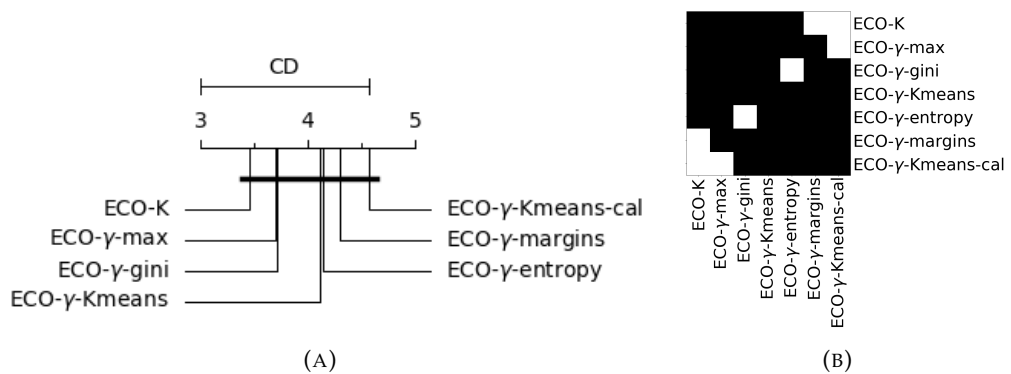 CD
3 4 5
ECO-K
ECO-γ-max
ECO-γ-gini
ECO-γ-Kmeans
ECO-γ-Kmeans-cal
ECO-γ-margins
ECO-γ-entropy
(A)
ECO-K
ECO-γ-max
ECO-γ-gini
ECO-γ-Kmeans
ECO-γ-entropy
ECO-γ-margins
ECO-γ-Kmeans-cal
ECO-K
ECO-γ-max
ECO-γ-gini
ECO-γ-Kmeans
ECO-γ-entropy
ECO-γ-margins
ECO-γ-Kmeans-cal
(B)